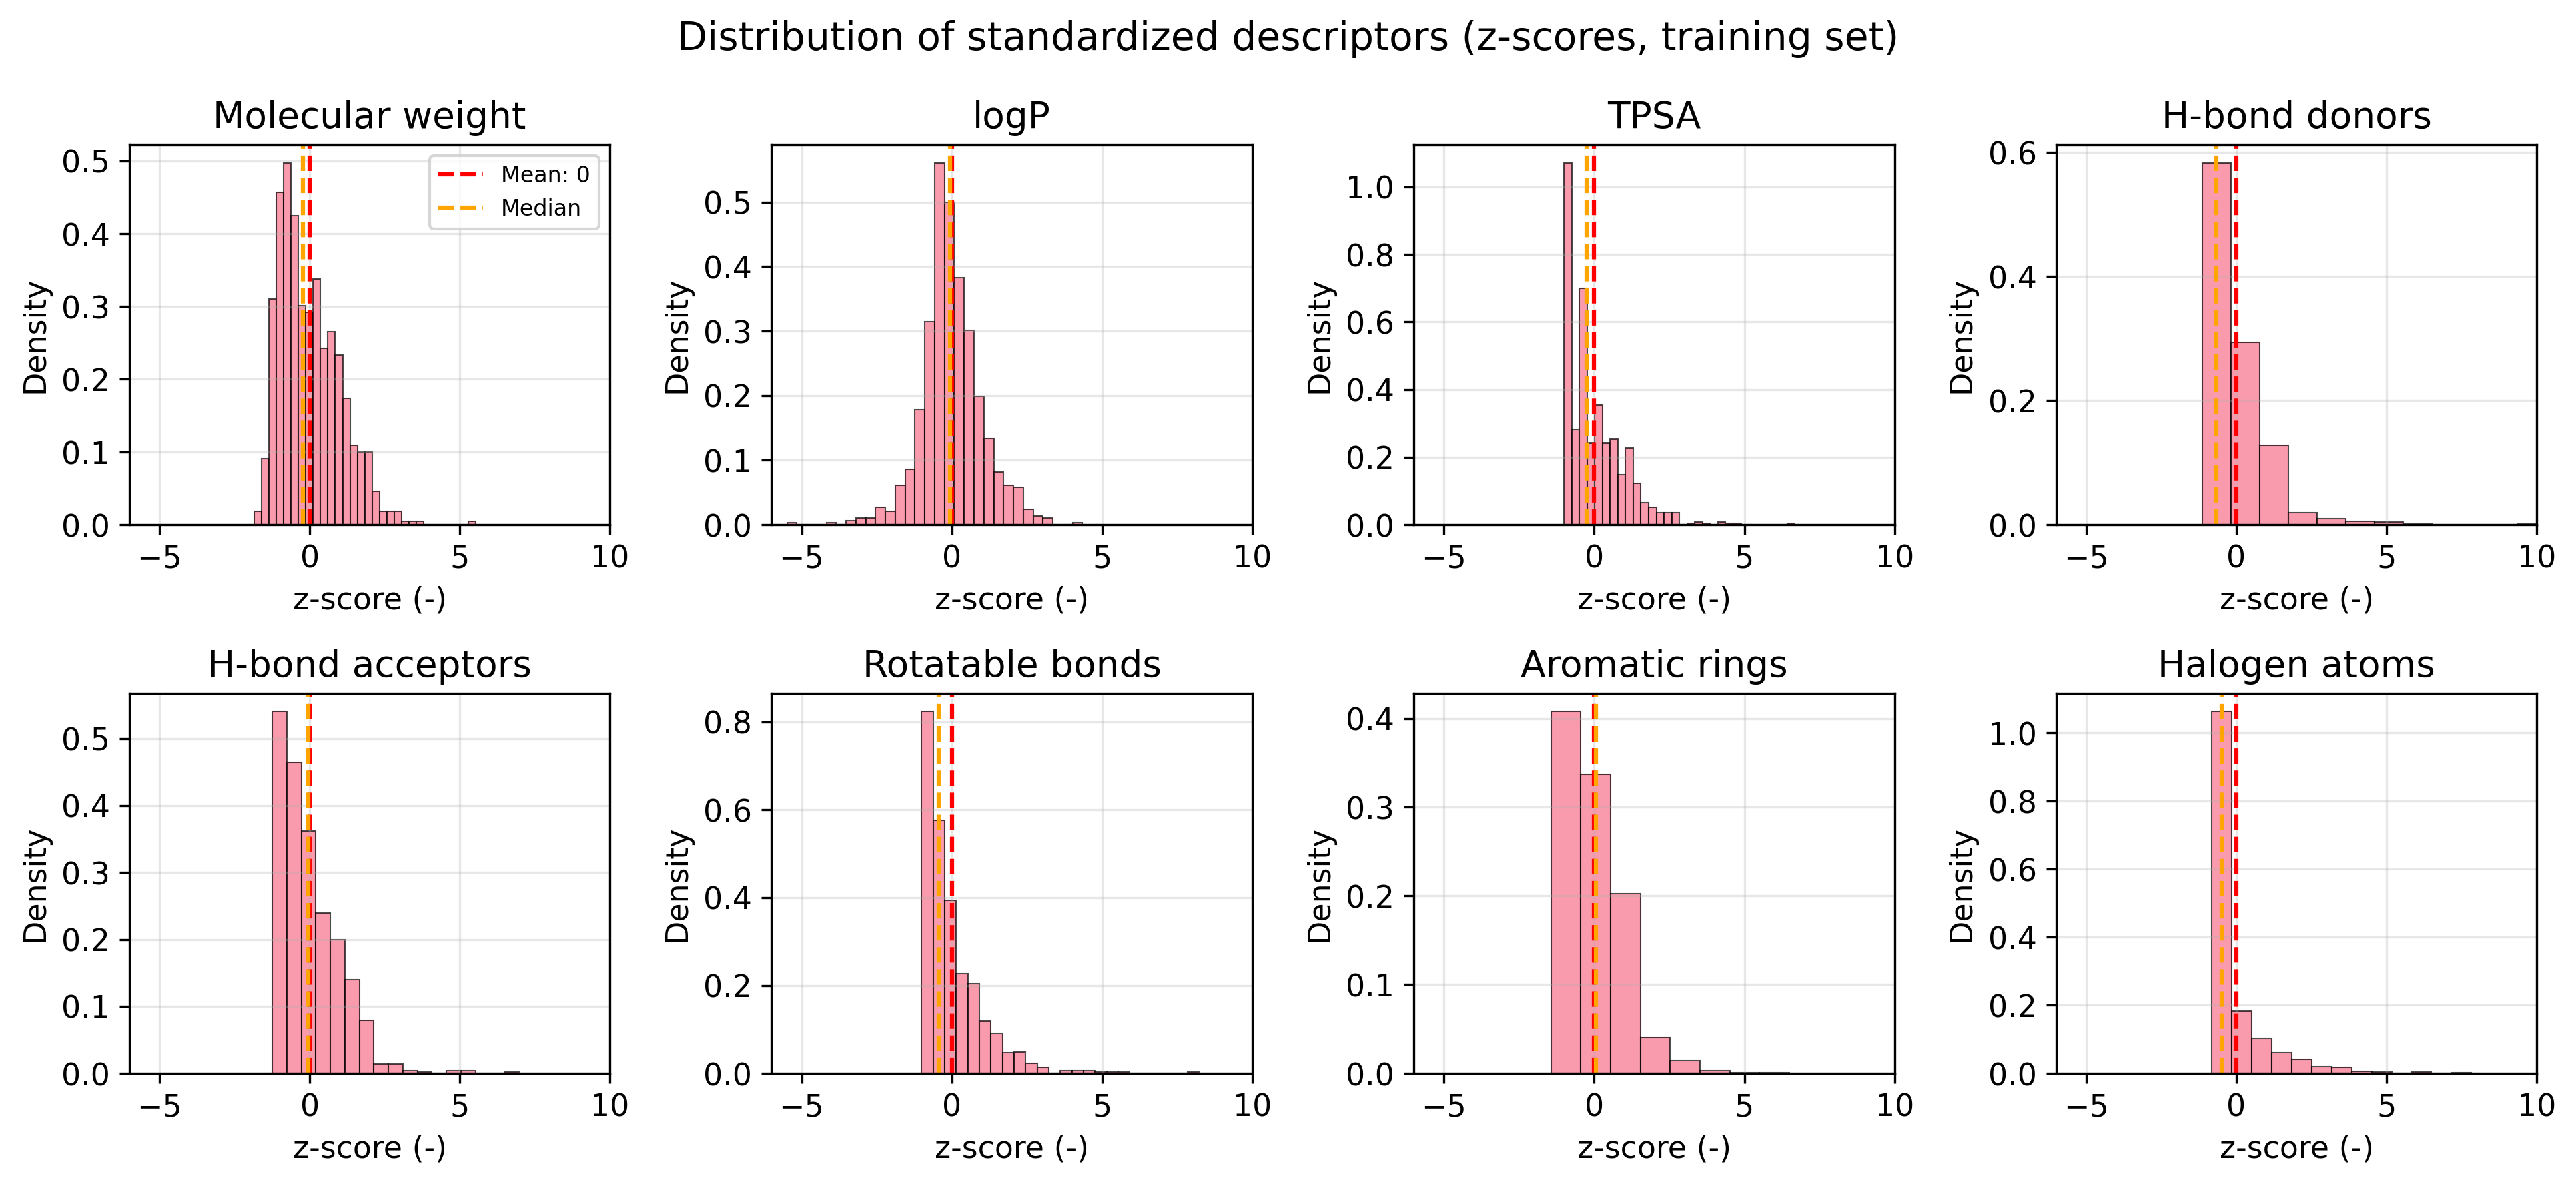 Distribution of standardized descriptors (z-scores, training set)
Molecular weight
Density
0.5
0.4
0.3
0.2
0.1
0.0
−5 0 5 10
z-score (-)
Mean: 0
Median
logP
Density
0.5
0.4
0.3
0.2
0.1
0.0
−5 0 5 10
z-score (-)
TPSA
Density
1.0
0.8
0.6
0.4
0.2
0.0
−5 0 5 10
z-score (-)
H-bond donors
Density
0.6
0.4
0.2
0.0
−5 0 5 10
z-score (-)
H-bond acceptors
Density
0.5
0.4
0.3
0.2
0.1
0.0
−5 0 5 10
z-score (-)
Rotatable bonds
Density
0.8
0.6
0.4
0.2
0.0
−5 0 5 10
z-score (-)
Aromatic rings
Density
0.4
0.3
0.2
0.1
0.0
−5 0 5 10
z-score (-)
Halogen atoms
Density
1.0
0.8
0.6
0.4
0.2
0.0
−5 0 5 10
z-score (-)